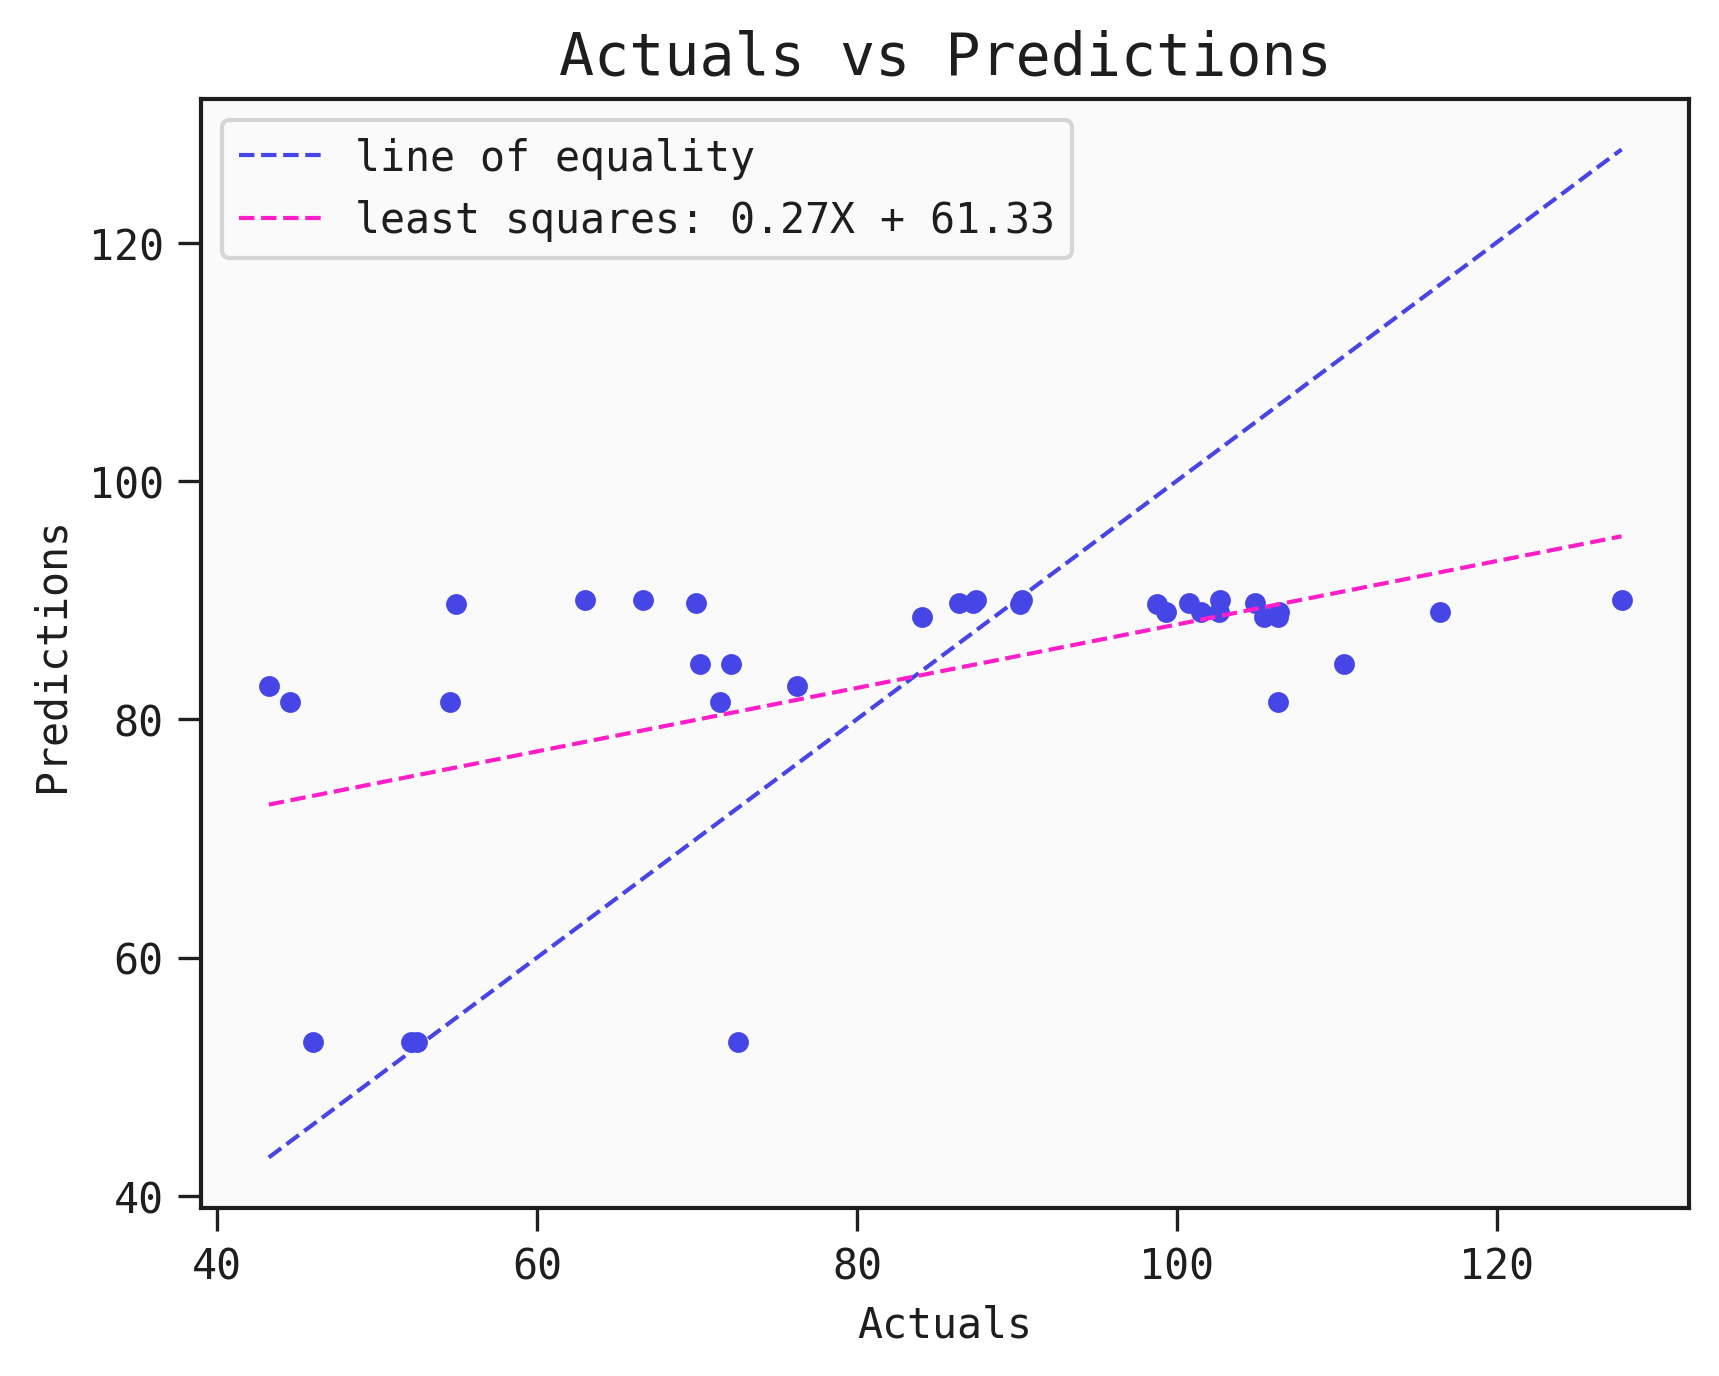 Actuals vs Predictions
line of equality
least squares: 0.27X + 61.33
120
100
80
60
40
Predictions
40 60 80 100 120
Actuals